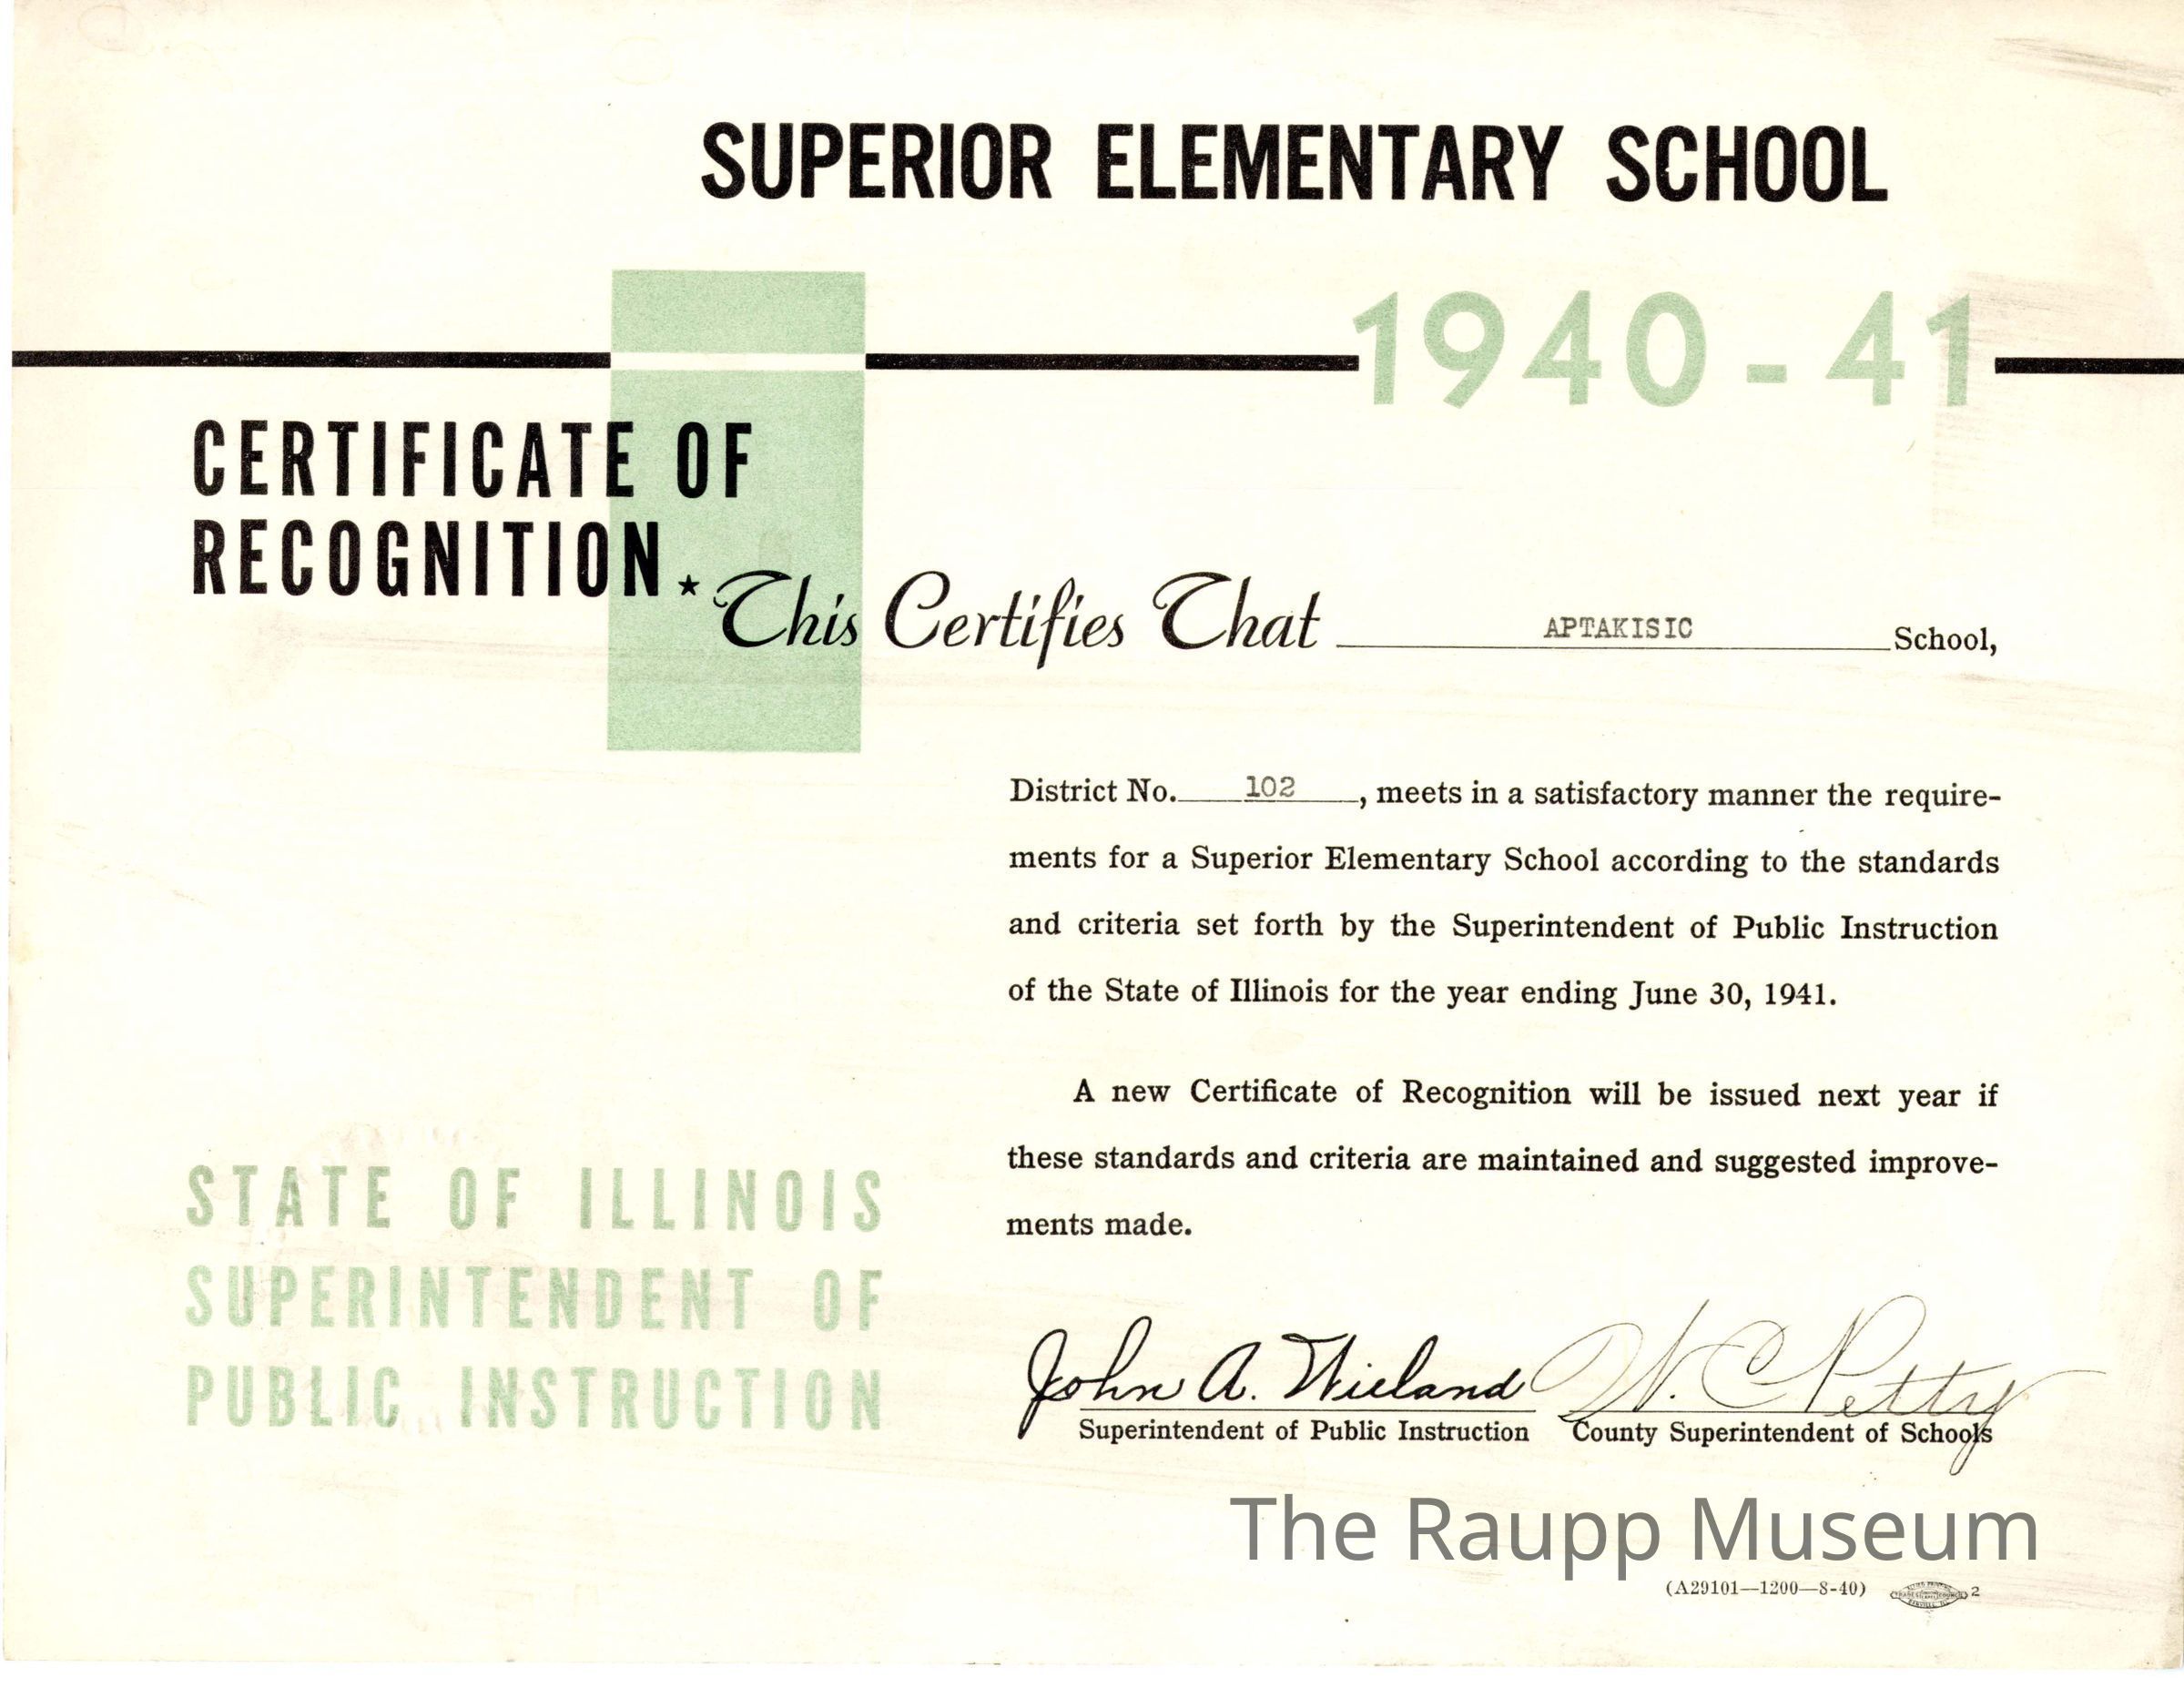 SUPERIOR ELEMENTARY SCHOOL
1940-41
CERTIFICATE OF
RECOGNITION
This Certifies That APTAKISIC School,
District No. 102, meets in a satisfactory manner the require-
ments for a Superior Elementary School according to the standards
and criteria set forth by the Superintendent of Public Instruction
of the State of Illinois for the year ending June 30, 1941.
A new Certificate of Recognition will be issued next year if
these standards and criteria are maintained and suggested improve-
ments made.
STATE OF ILLINOIS
SUPERINTENDENT OF
PUBLIC INSTRUCTION
John A. Wieland W. C. Petty
Superintendent of Public Instruction County Superintendent of Schools
The Raupp Museum
(A29101—1200—8-40) 2